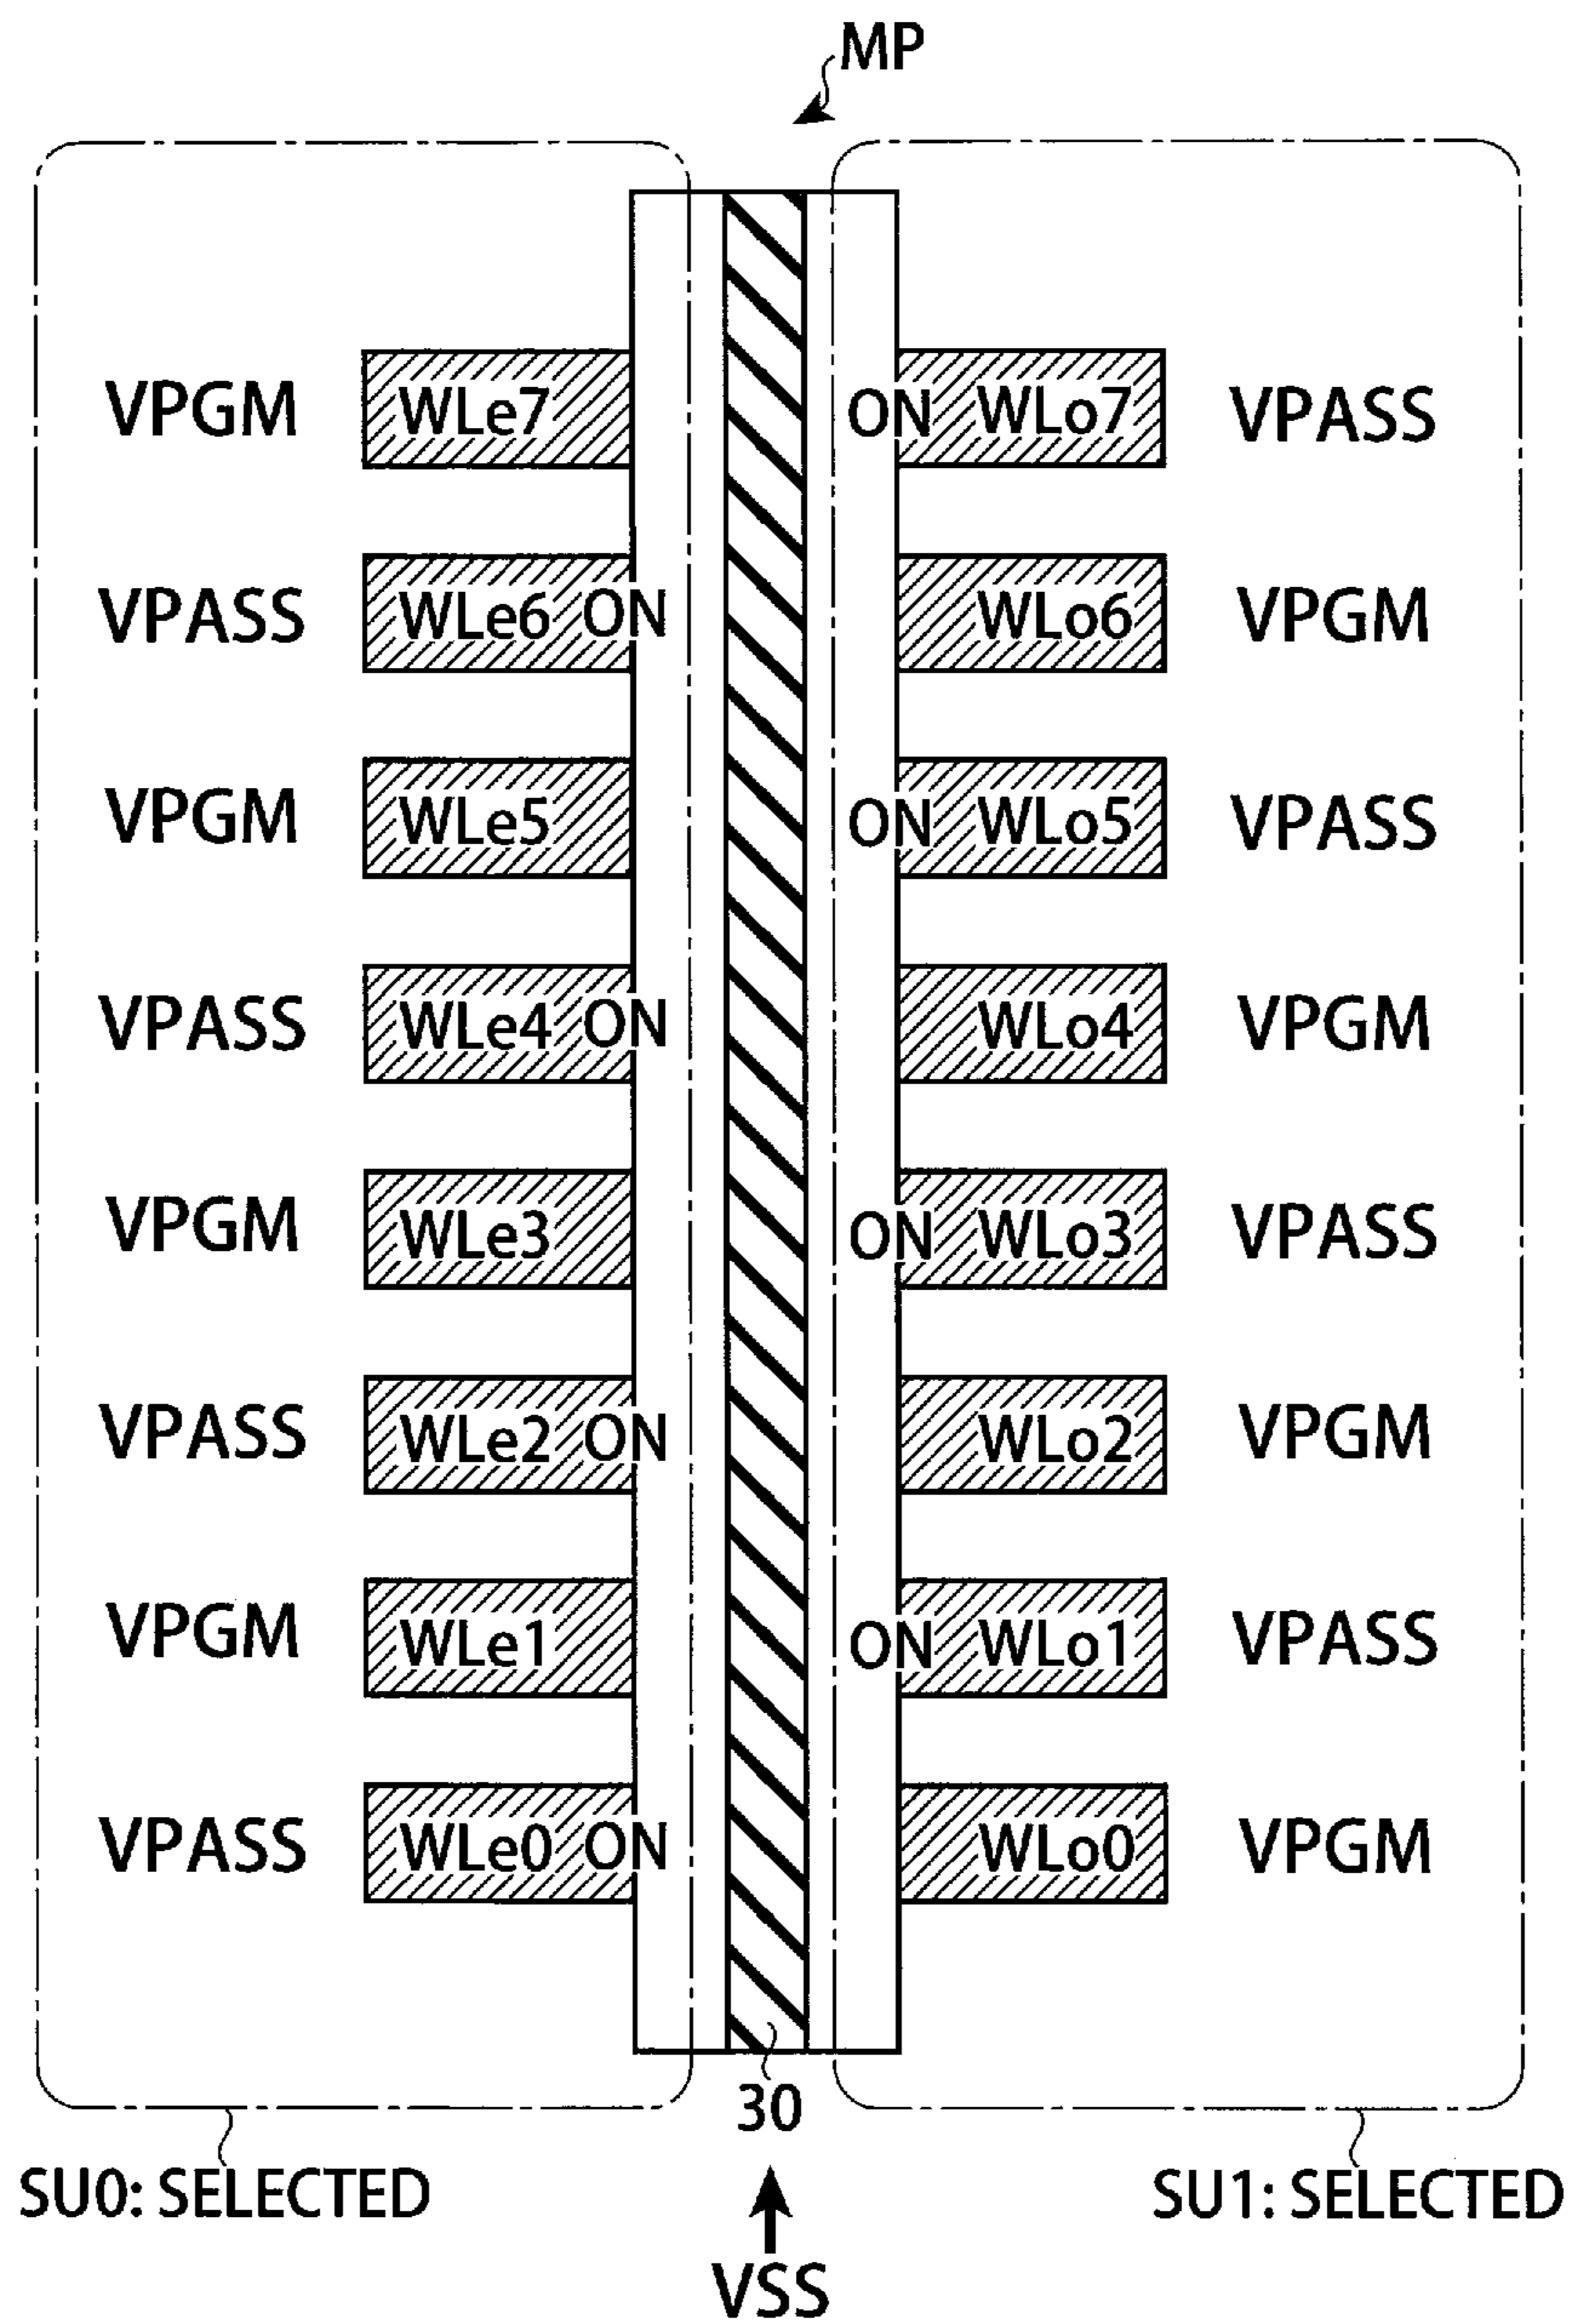 MP
VPGM WLe7 ON WLo7 VPASS
VPASS WLe6 ON WLo6 VPGM
VPGM WLe5 ON WLo5 VPASS
VPASS WLe4 ON WLo4 VPGM
VPGM WLe3 ON WLo3 VPASS
VPASS WLe2 ON WLo2 VPGM
VPGM WLe1 ON WLo1 VPASS
VPASS WLe0 ON WLo0 VPGM
30
SU0: SELECTED SU1: SELECTED
VSS